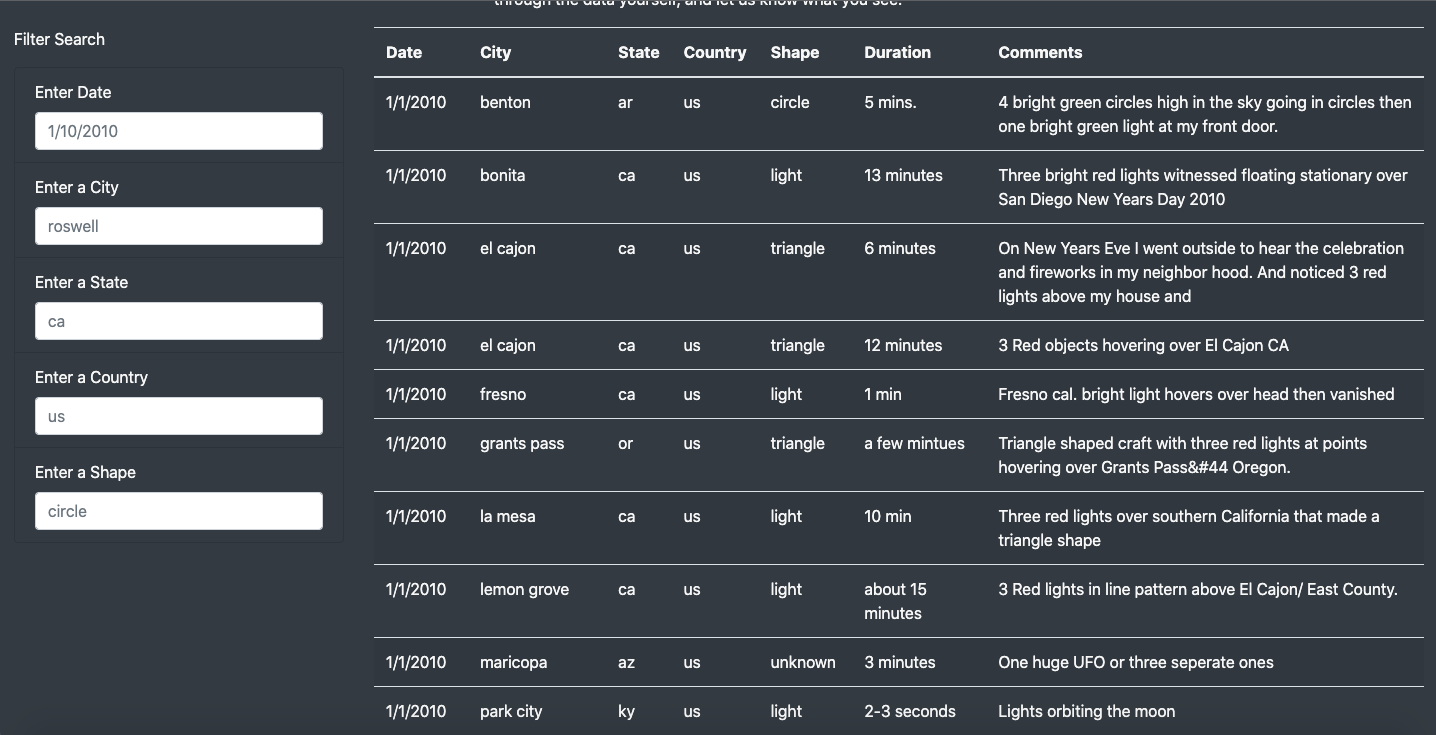 through the data yourself, and let us know what you see.
Filter Search
Enter Date
1/10/2010
Enter a City
roswell
Enter a State
ca
Enter a Country
us
Enter a Shape
circle
Date City State Country Shape Duration Comments
1/1/2010 benton ar us circle 5 mins. 4 bright green circles high in the sky going in circles then
one bright green light at my front door.
1/1/2010 bonita ca us light 13 minutes Three bright red lights witnessed floating stationary over
San Diego New Years Day 2010
1/1/2010 el cajon ca us triangle 6 minutes On New Years Eve I went outside to hear the celebration
and fireworks in my neighbor hood. And noticed 3 red
lights above my house and
1/1/2010 el cajon ca us triangle 12 minutes 3 Red objects hovering over El Cajon CA
1/1/2010 fresno ca us light 1 min Fresno cal. bright light hovers over head then vanished
1/1/2010 grants pass or us triangle a few mintues Triangle shaped craft with three red lights at points
hovering over Grants Pass&#44 Oregon.
1/1/2010 la mesa ca us light 10 min Three red lights over southern California that made a
triangle shape
1/1/2010 lemon grove ca us light about 15 3 Red lights in line pattern above El Cajon/ East County.
minutes
1/1/2010 maricopa az us unknown 3 minutes One huge UFO or three seperate ones
1/1/2010 park city ky us light 2-3 seconds Lights orbiting the moon